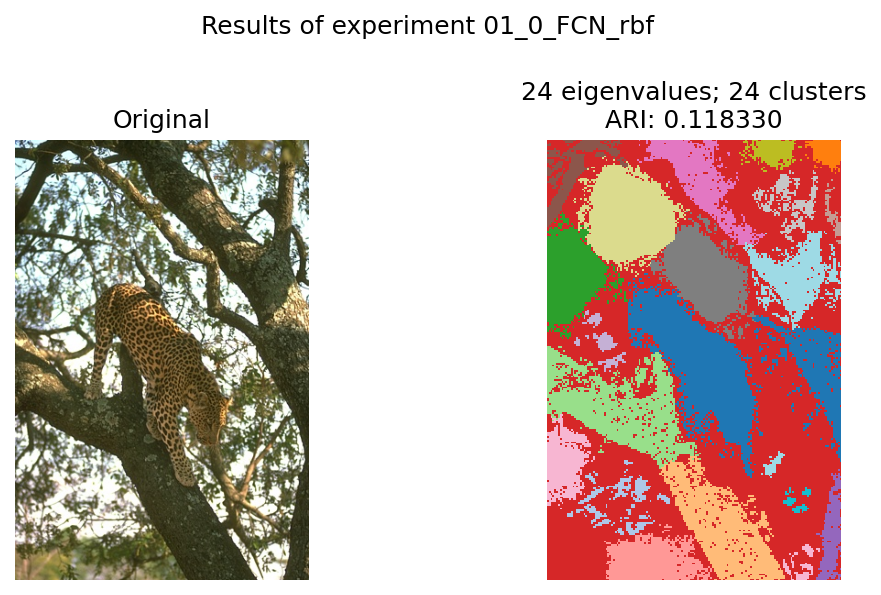 Results of experiment 01_0_FCN_rbf
Original
24 eigenvalues; 24 clusters
ARI: 0.118330